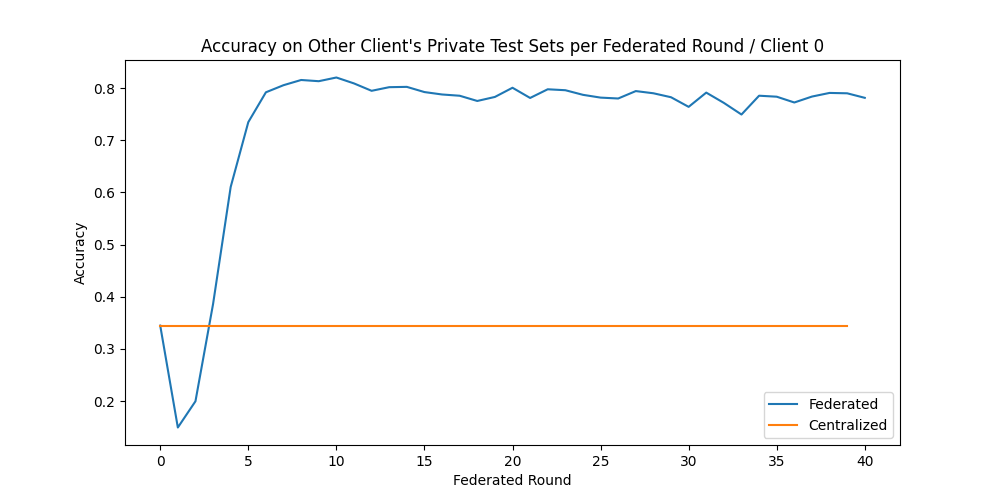 Accuracy on Other Client's Private Test Sets per Federated Round / Client 0
Accuracy
0.8
0.7
0.6
0.5
0.4
0.3
0.2
0 5 10 15 20 25 30 35 40
Federated Round
Federated
Centralized